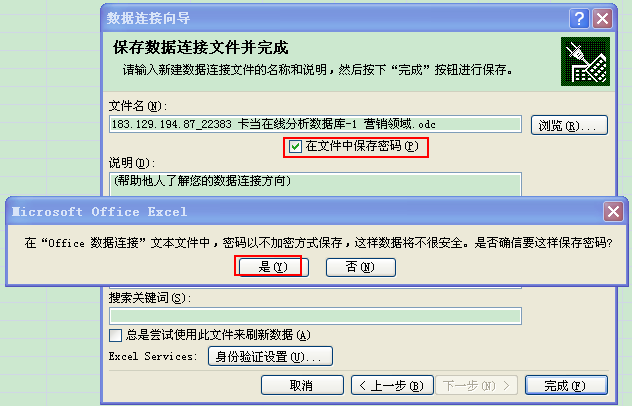 数据连接向导
保存数据连接文件并完成
请输入新建数据连接文件的名称和说明，然后按下“完成”按钮进行保存。
文件名(N):
183.129.194.87_22383 卡当在线分析数据库-1 营销领域.odc
浏览(R)...
在文件中保存密码(P)
说明(D):
(帮助他人了解您的数据连接方向)
Microsoft Office Excel
在“Office 数据连接”文本文件中，密码以不加密方式保存，这样数据将不很安全。是否确信要这样保存密码?
是(Y) 否(N)
搜索关键词(S):
总是尝试使用此文件来刷新数据(A)
Excel Services: 身份验证设置(U)...
取消 < 上一步(B) 下一步(N) > 完成(F)